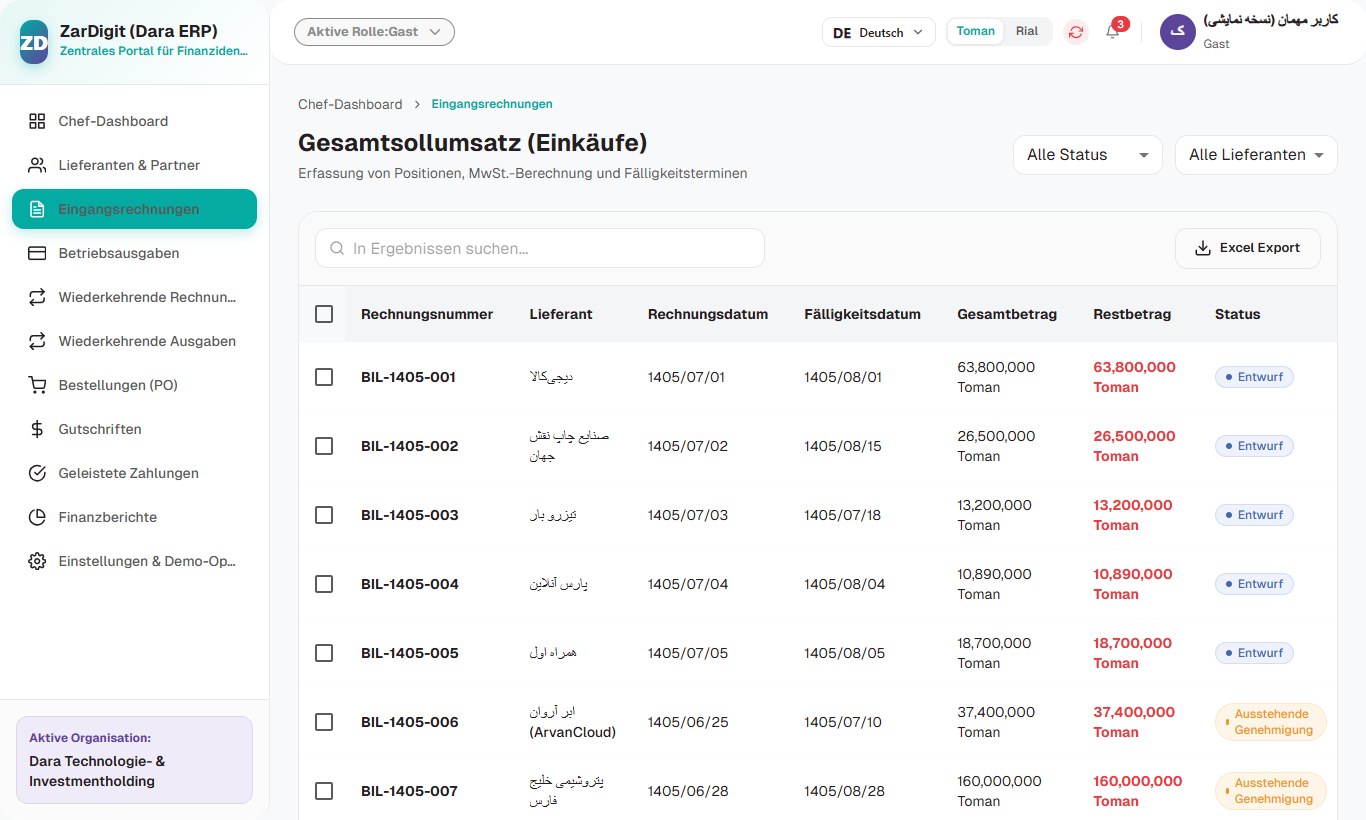 ZD
ZarDigit (Dara ERP)
Zentrales Portal für Finanziden...
Chef-Dashboard
Lieferanten & Partner
Eingangsrechnungen
Betriebsausgaben
Wiederkehrende Rechnun...
Wiederkehrende Ausgaben
Bestellungen (PO)
Gutschriften
Geleistete Zahlungen
Finanzberichte
Einstellungen & Demo-Op...
Aktive Organisation:
Dara Technologie- &
Investmentholding
Aktive Rolle:Gast
DE Deutsch
Toman Rial
3
ک
کاربر مهمان (نسخه نمایشی)
Gast
Chef-Dashboard > Eingangsrechnungen
Gesamtsollumsatz (Einkäufe)
Erfassung von Positionen, MwSt.-Berechnung und Fälligkeitsterminen
Alle Status
Alle Lieferanten
In Ergebnissen suchen...
Excel Export
Rechnungsnummer Lieferant Rechnungsdatum Fälligkeitsdatum Gesamtbetrag Restbetrag Status
BIL-1405-001 دیجی‌کالا 1405/07/01 1405/08/01 63,800,000 63,800,000 Entwurf
Toman Toman
BIL-1405-002 صنایع چاپ نقش 1405/07/02 1405/08/15 26,500,000 26,500,000 Entwurf
جهان Toman Toman
BIL-1405-003 تیزرو بار 1405/07/03 1405/07/18 13,200,000 13,200,000 Entwurf
Toman Toman
BIL-1405-004 پارس آنلاین 1405/07/04 1405/08/04 10,890,000 10,890,000 Entwurf
Toman Toman
BIL-1405-005 همراه اول 1405/07/05 1405/08/05 18,700,000 18,700,000 Entwurf
Toman Toman
BIL-1405-006 ابر آروان 1405/06/25 1405/07/10 37,400,000 37,400,000 Ausstehende
(ArvanCloud) Toman Toman Genehmigung
BIL-1405-007 پتروشیمی خلیج 1405/06/28 1405/08/28 160,000,000 160,000,000 Ausstehende
فارس Toman Toman Genehmigung